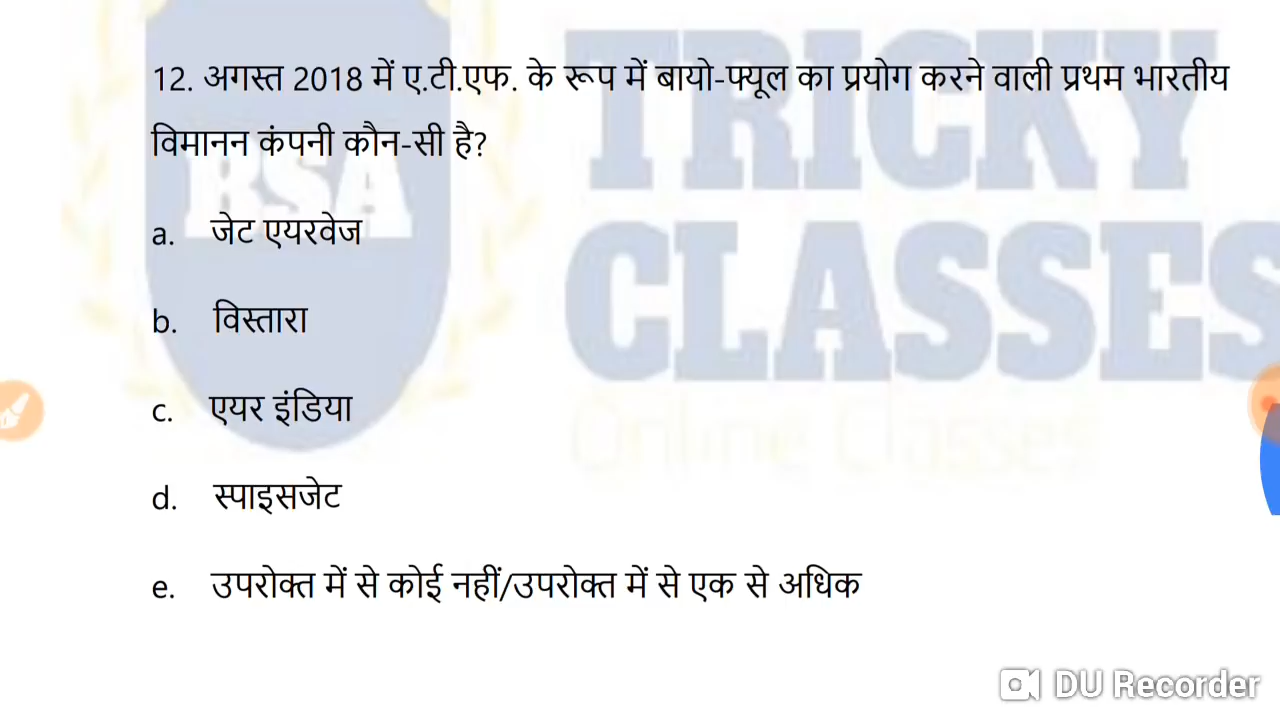 TRICKY
12. अगस्त 2018 में ए.टी.एफ. के रूप में बायो-फ्यूल का प्रयोग करने वाली प्रथम भारतीय
विमानन कंपनी कौन-सी है?
RSA
CLASSES
a. जेट एयरवेज
b. विस्तारा
c. एयर इंडिया
Online Classes
d. स्पाइसजेट
e. उपरोक्त में से कोई नहीं/उपरोक्त में से एक से अधिक
DU Recorder